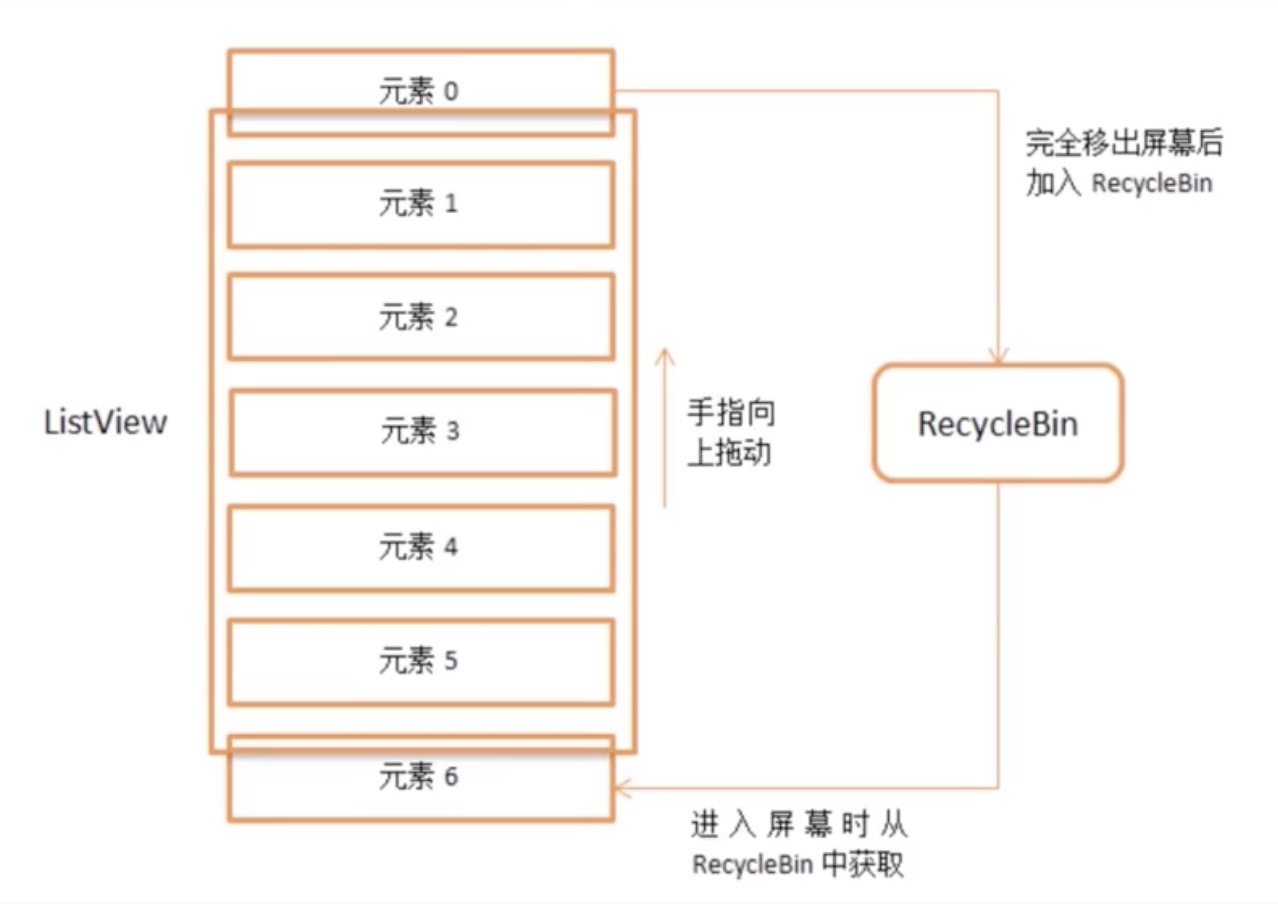 元素 0
完全移出屏幕后
加入 RecycleBin
元素 1
元素 2
ListView
元素 3
手指向
上拖动
RecycleBin
元素 4
元素 5
元素 6
进入屏幕时从
RecycleBin 中获取